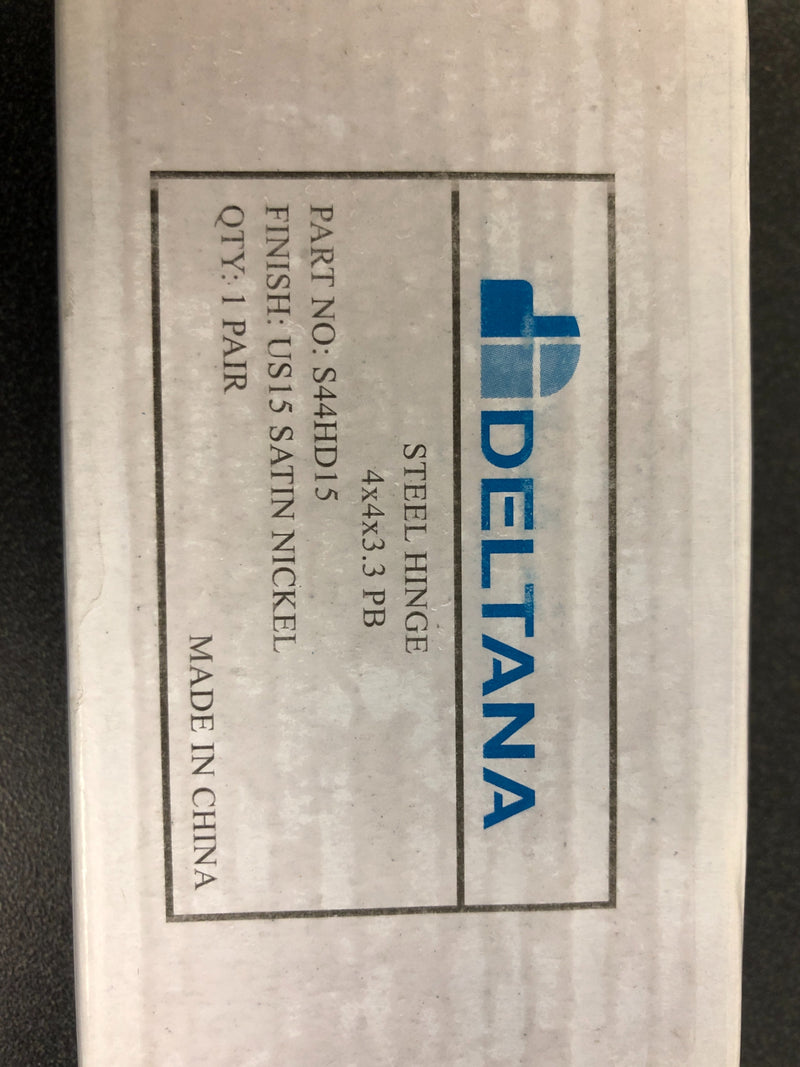 DELTANA
STEEL HINGE
4x4x3.3 PB
PART NO: S44HD15
FINISH: US15 SATIN NICKEL
QTY: 1 PAIR
MADE IN CHINA